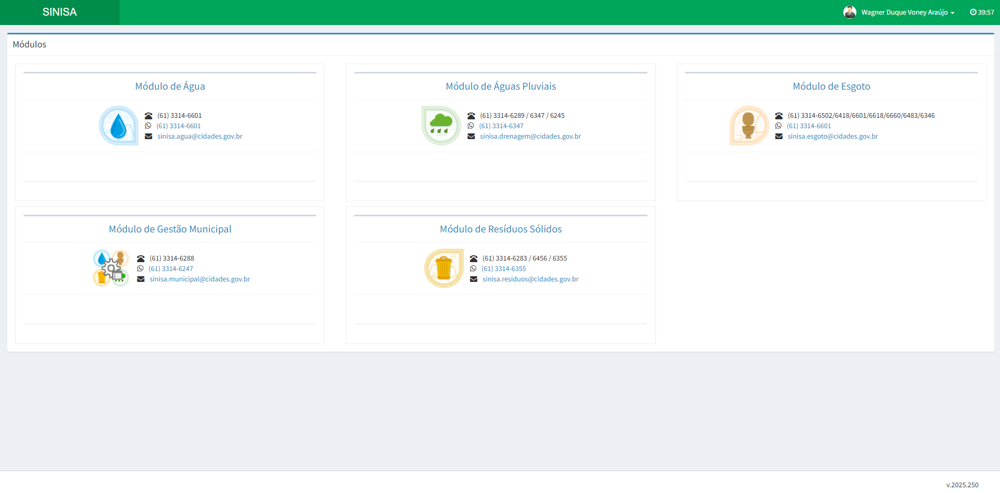 SINISA
Wagner Duque Voney Araújo
39:57
Módulos
Módulo de Água
(61) 3314-6601
(61) 3314-6601
sinisa.agua@cidades.gov.br
Módulo de Águas Pluviais
(61) 3314-6289 / 6347 / 6245
(61) 3314-6347
sinisa.drenagem@cidades.gov.br
Módulo de Esgoto
(61) 3314-6502/6418/6601/6618/6660/6483/6346
(61) 3314-6601
sinisa.esgoto@cidades.gov.br
Módulo de Gestão Municipal
(61) 3314-6288
(61) 3314-6247
sinisa.municipal@cidades.gov.br
Módulo de Resíduos Sólidos
(61) 3314-6283 / 6456 / 6355
(61) 3314-6355
sinisa.residuos@cidades.gov.br
v.2025.250